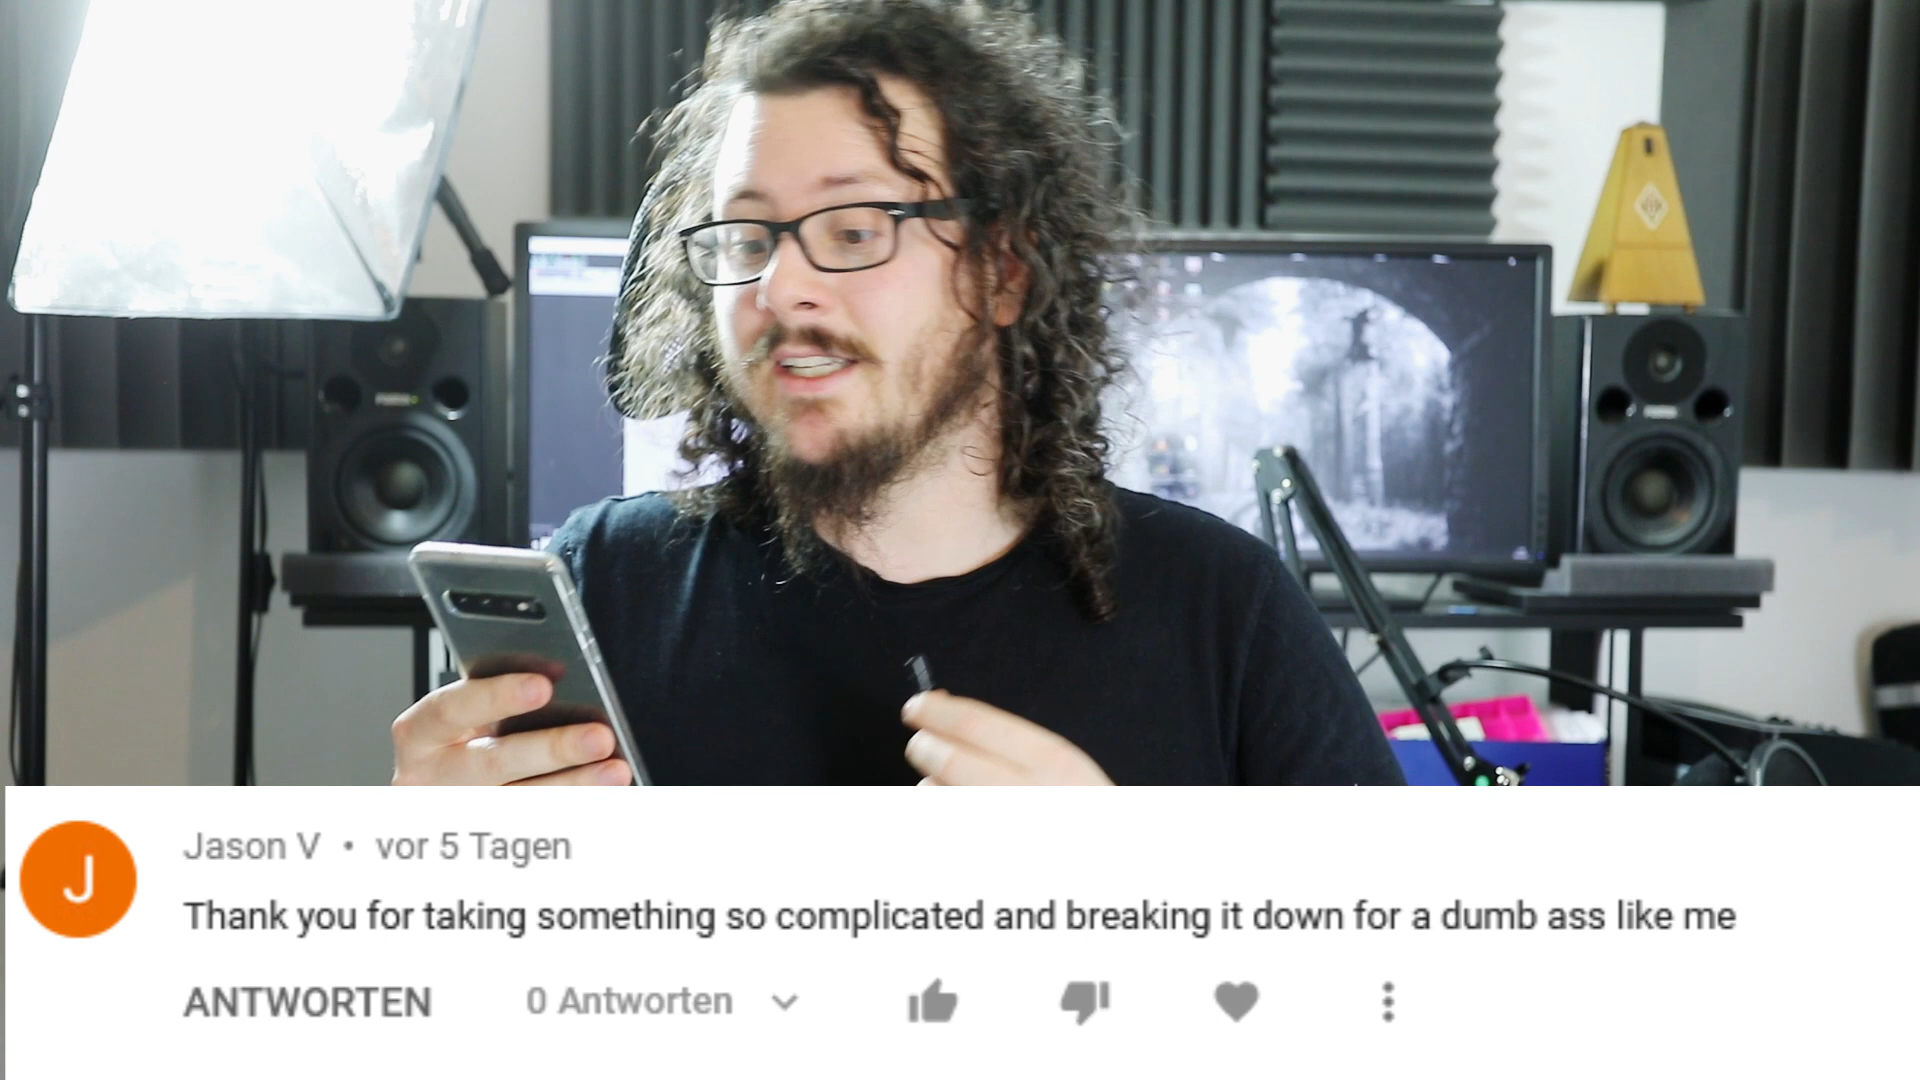 J
Jason V • vor 5 Tagen
Thank you for taking something so complicated and breaking it down for a dumb ass like me
ANTWORTEN
0 Antworten